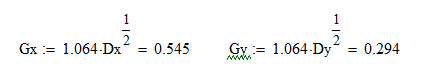 Gx := 1.064·Dx^(1/2) = 0.545    Gy := 1.064·Dy^(1/2) = 0.294